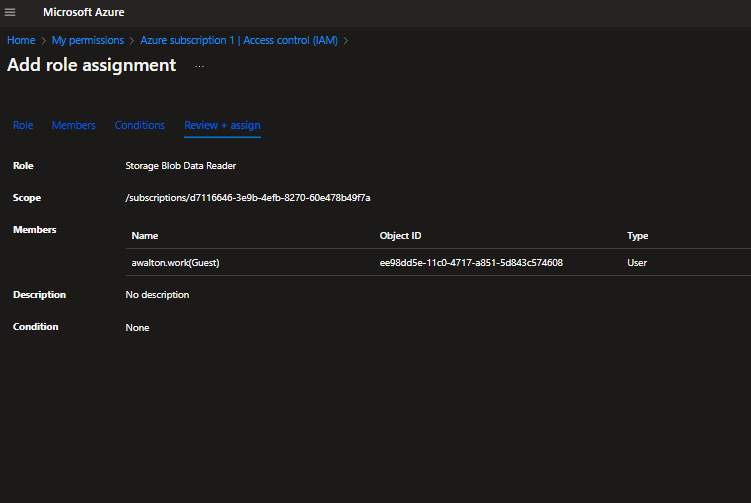 Microsoft Azure
Home > My permissions > Azure subscription 1 | Access control (IAM) >
Add role assignment ...
Role Members Conditions Review + assign
Role Storage Blob Data Reader
Scope /subscriptions/d7116646-3e9b-4efb-8270-60e478b49f7a
Members
Name Object ID Type
awalton.work(Guest) ee98dd5e-11c0-4717-a851-5d843c574608 User
Description No description
Condition None